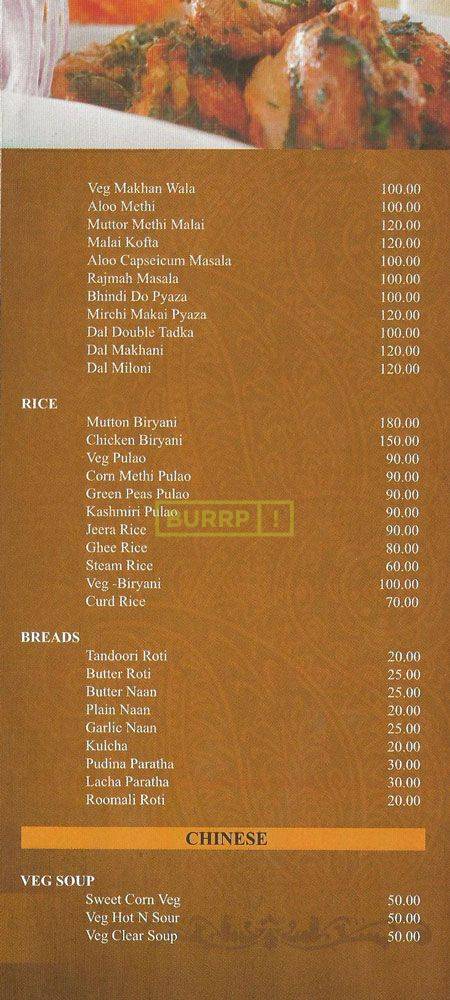 Veg Makhan Wala 100.00
Aloo Methi 100.00
Muttor Methi Malai 120.00
Malai Kofta 120.00
Aloo Capseicum Masala 100.00
Rajmah Masala 100.00
Bhindi Do Pyaza 100.00
Mirchi Makai Pyaza 120.00
Dal Double Tadka 100.00
Dal Makhani 120.00
Dal Miloni 120.00
RICE
Mutton Biryani 180.00
Chicken Biryani 150.00
Veg Pulao 90.00
Corn Methi Pulao 90.00
Green Peas Pulao 90.00
Kashmiri Pulao 90.00
BURRP!
Jeera Rice 90.00
Ghee Rice 80.00
Steam Rice 60.00
Veg -Biryani 100.00
Curd Rice 70.00
BREADS
Tandoori Roti 20.00
Butter Roti 25.00
Butter Naan 25.00
Plain Naan 20.00
Garlic Naan 25.00
Kulcha 20.00
Pudina Paratha 30.00
Lacha Paratha 30.00
Roomali Roti 20.00
CHINESE
VEG SOUP
Sweet Corn Veg 50.00
Veg Hot N Sour 50.00
Veg Clear Soup 50.00